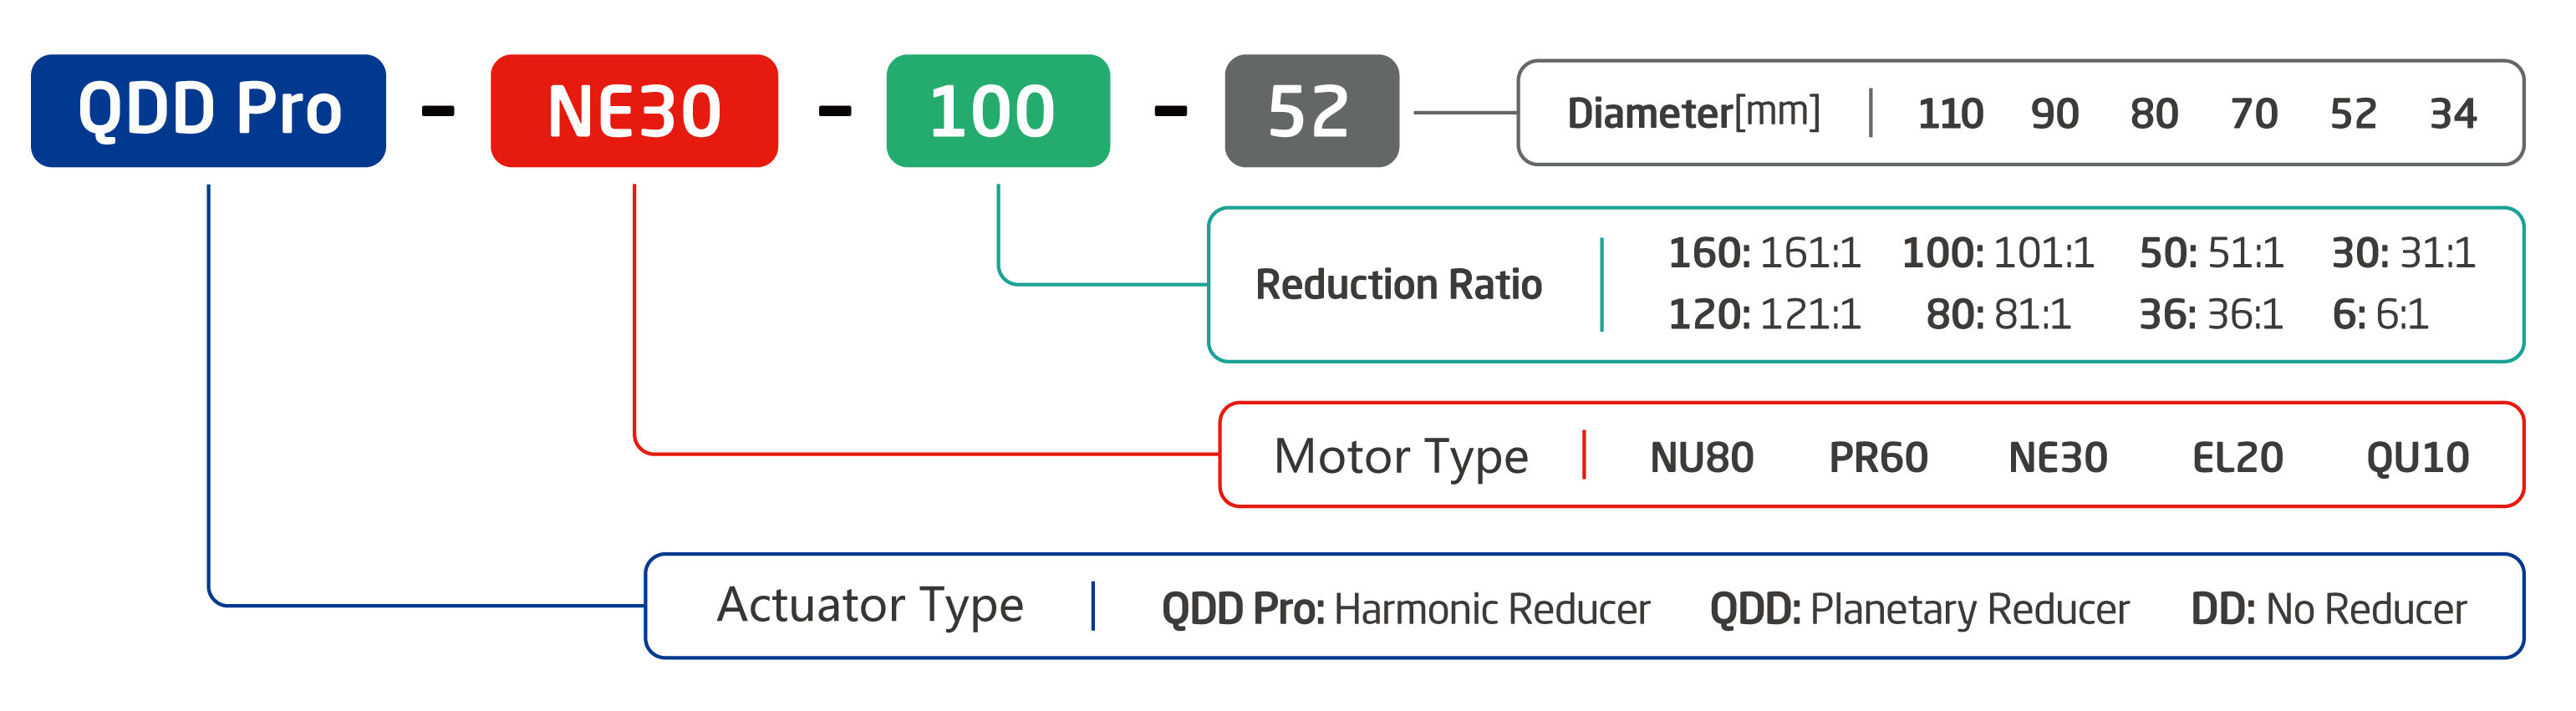 QDD Pro - NE30 - 100 - 52
Diameter[mm] | 110 90 80 70 52 34
Reduction Ratio
160: 161:1 100: 101:1 50: 51:1 30: 31:1
120: 121:1 80: 81:1 36: 36:1 6: 6:1
Motor Type | NU80 PR60 NE30 EL20 QU10
Actuator Type | QDD Pro: Harmonic Reducer QDD: Planetary Reducer DD: No Reducer